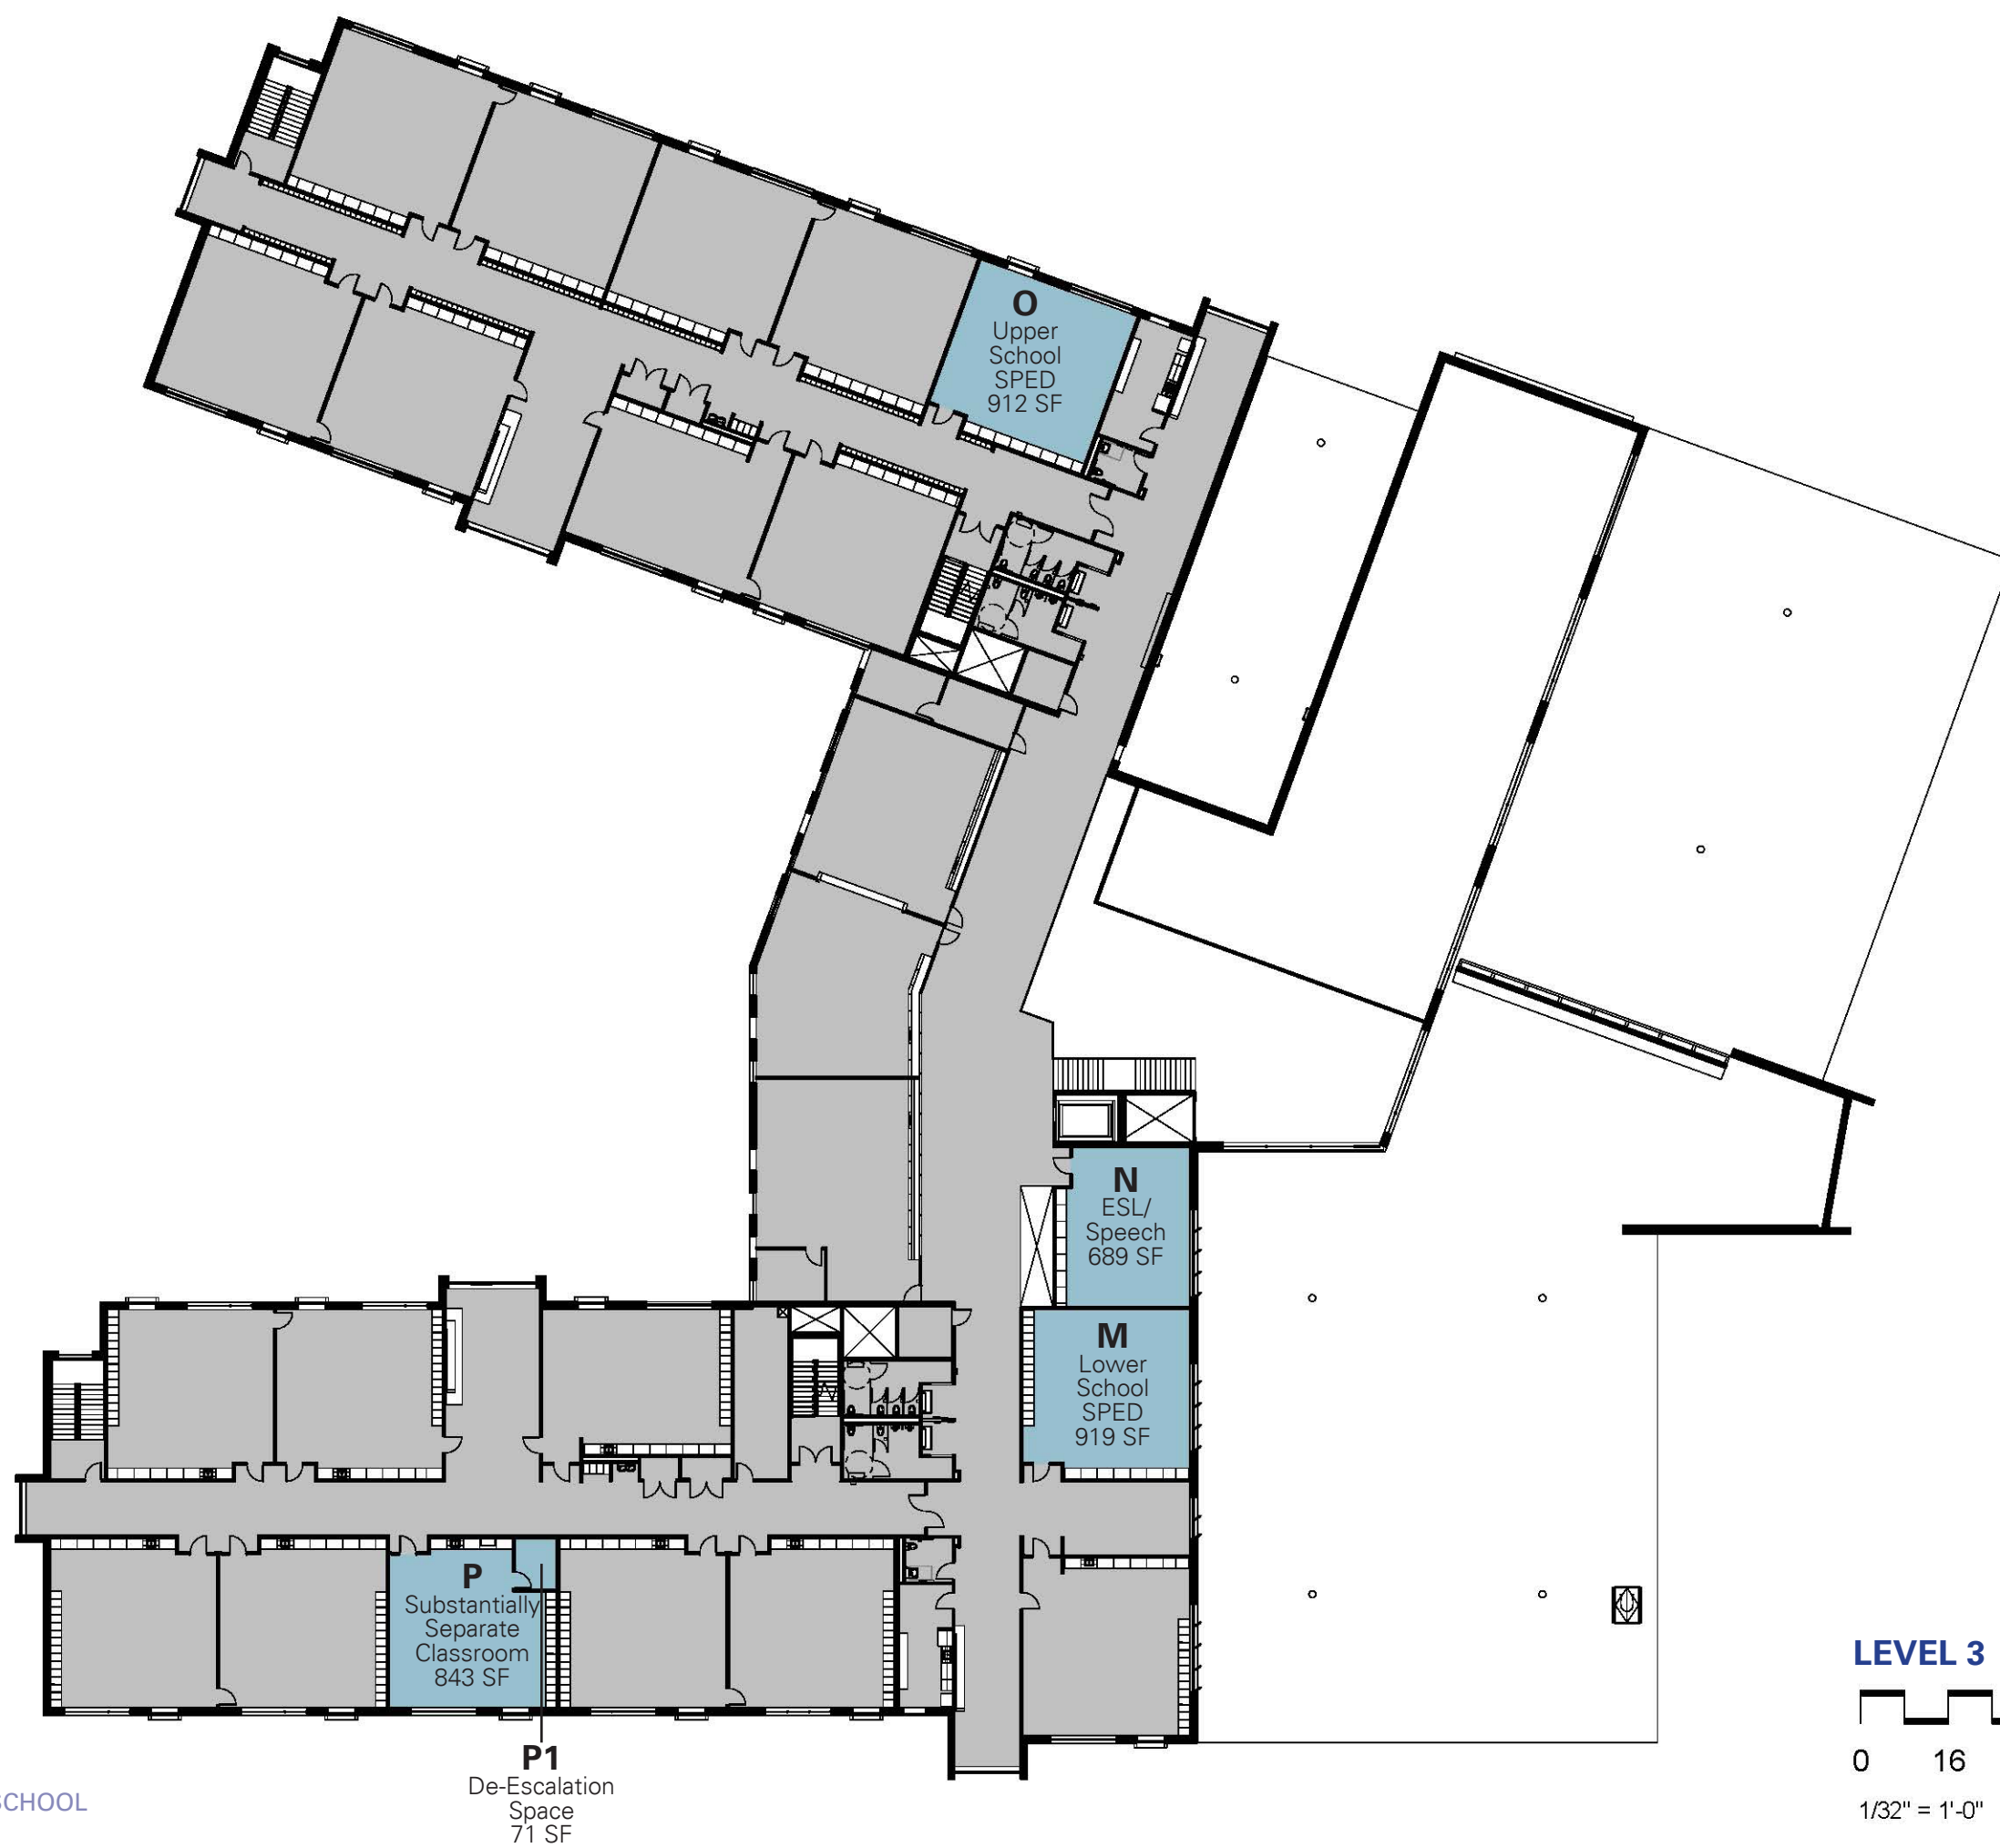 O
Upper
School
SPED
912 SF
N
ESL/
Speech
689 SF
M
Lower
School
SPED
919 SF
P
Substantially
Separate
Classroom
843 SF
P1
De-Escalation
Space
71 SF
LEVEL 3
0 16
1/32" = 1'-0"
SCHOOL